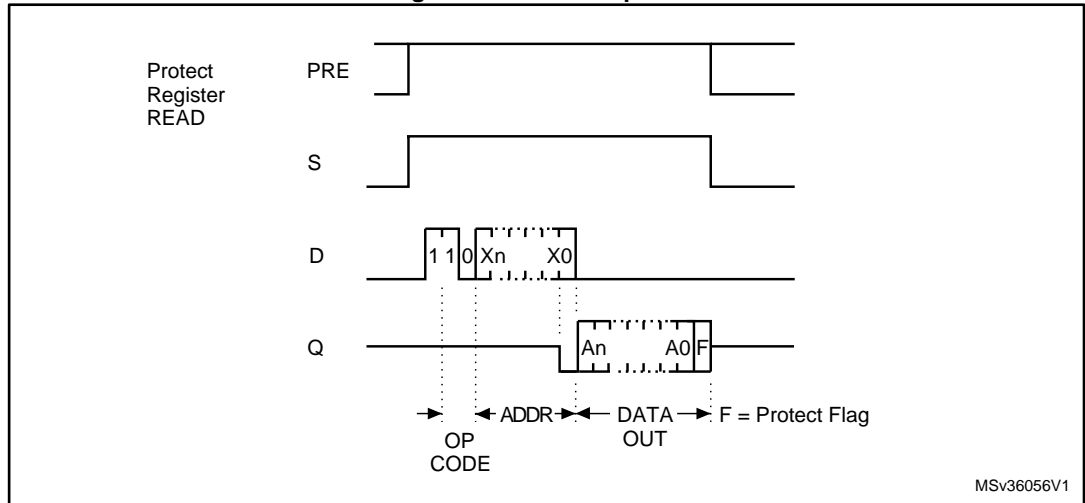 Protect
Register
READ
PRE
S
D
1 1 0 Xn X0
Q
An A0 F
ADDR
DATA
OUT
F = Protect Flag
OP
CODE
MSv36056V1